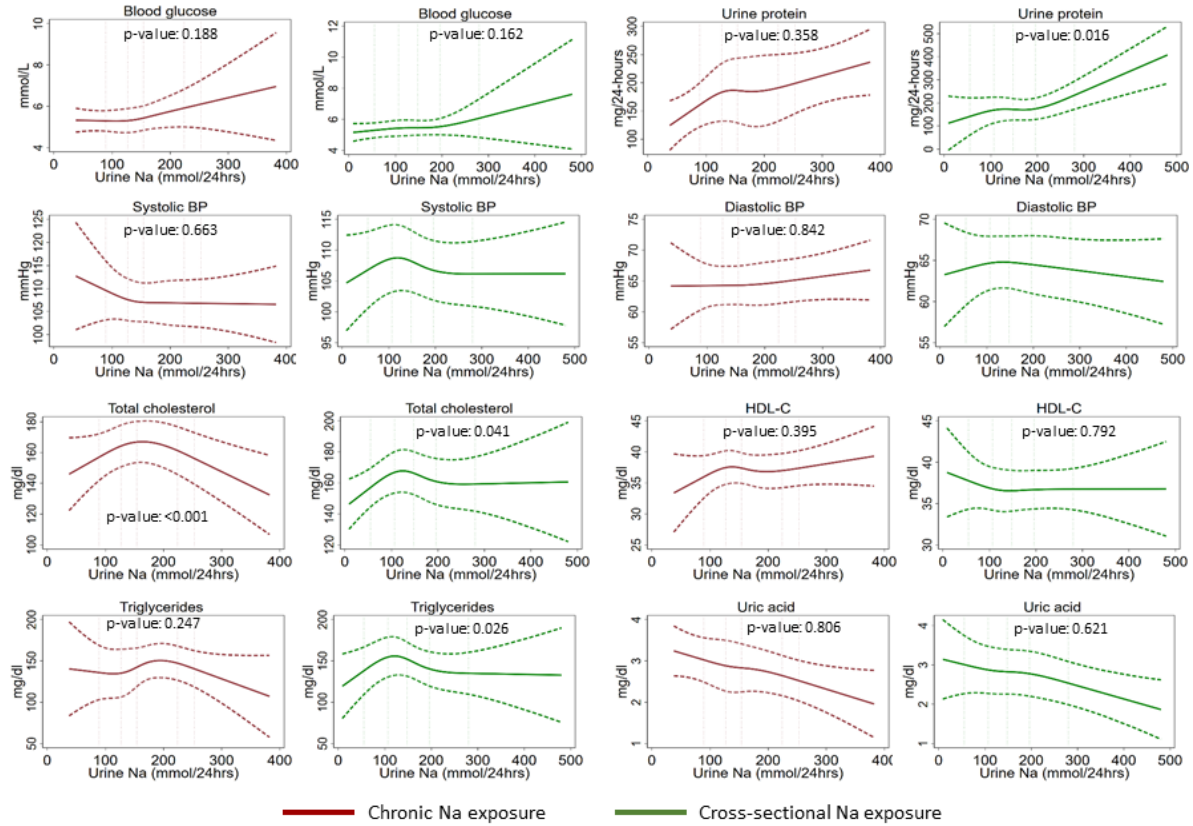 Blood glucose
p-value: 0.188
mmol/L
10
8
6
4
0 100 200 300 400
Urine Na (mmol/24hrs)
Blood glucose
p-value: 0.162
mmol/L
12
10
8
6
4
0 100 200 300 400 500
Urine Na (mmol/24hrs)
Urine protein
p-value: 0.358
mg/24-hours
300
250
200
150
100
0 100 200 300 400
Urine Na (mmol/24hrs)
Urine protein
p-value: 0.016
mg/24-hours
500
400
300
200
100
0
0 100 200 300 400 500
Urine Na (mmol/24hrs)
Systolic BP
p-value: 0.663
mmHg
125
120
115
110
105
100
0 100 200 300 400
Urine Na (mmol/24hrs)
Systolic BP
mmHg
115
110
105
100
95
0 100 200 300 400 500
Urine Na (mmol/24hrs)
Diastolic BP
p-value: 0.842
mmHg
75
70
65
60
55
0 100 200 300 400
Urine Na (mmol/24hrs)
Diastolic BP
mmHg
70
65
60
55
0 100 200 300 400 500
Urine Na (mmol/24hrs)
Total cholesterol
p-value: <0.001
mg/dl
180
160
140
120
100
0 100 200 300 400
Urine Na (mmol/24hrs)
Total cholesterol
p-value: 0.041
mg/dl
200
180
160
140
120
0 100 200 300 400 500
Urine Na (mmol/24hrs)
HDL-C
p-value: 0.395
mg/dl
45
40
35
30
25
0 100 200 300 400
Urine Na (mmol/24hrs)
HDL-C
p-value: 0.792
mg/dl
45
40
35
30
0 100 200 300 400 500
Urine Na (mmol/24hrs)
Triglycerides
p-value: 0.247
mg/dl
200
150
100
50
0 100 200 300 400
Urine Na (mmol/24hrs)
Triglycerides
p-value: 0.026
mg/dl
200
150
100
50
0 100 200 300 400 500
Urine Na (mmol/24hrs)
Uric acid
p-value: 0.806
mg/dl
4
3
2
1
0 100 200 300 400
Urine Na (mmol/24hrs)
Uric acid
p-value: 0.621
mg/dl
4
3
2
1
0 100 200 300 400 500
Urine Na (mmol/24hrs)
Chronic Na exposure
Cross-sectional Na exposure